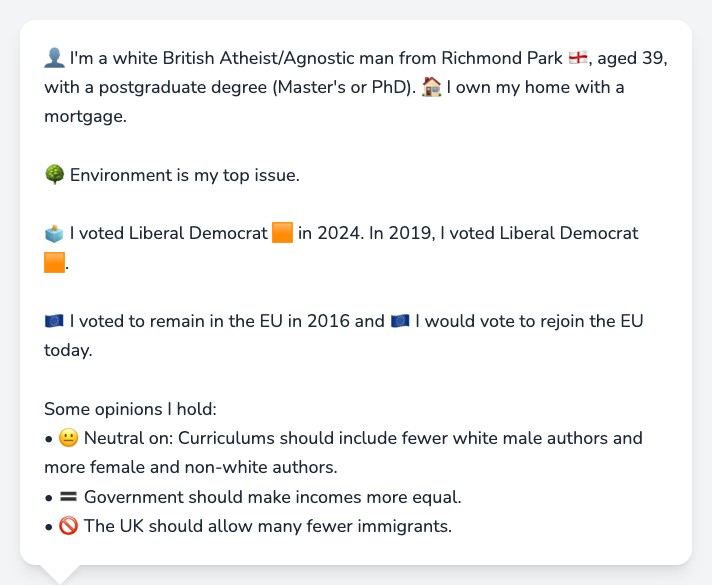 👤 I'm a white British Atheist/Agnostic man from Richmond Park 🏴󠁧󠁢󠁥󠁮󠁧󠁿, aged 39,
with a postgraduate degree (Master's or PhD). 🏠 I own my home with a
mortgage.
🌳 Environment is my top issue.
🗳️ I voted Liberal Democrat 🟧 in 2024. In 2019, I voted Liberal Democrat
🟧.
🇪🇺 I voted to remain in the EU in 2016 and 🇪🇺 I would vote to rejoin the EU
today.
Some opinions I hold:
• 😐 Neutral on: Curriculums should include fewer white male authors and
more female and non-white authors.
• 🟰 Government should make incomes more equal.
• 🚫 The UK should allow many fewer immigrants.